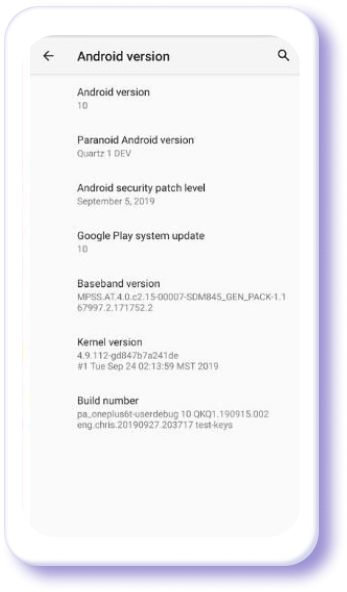 Android version
Android version
10
Paranoid Android version
Quartz 1 DEV
Android security patch level
September 5, 2019
Google Play system update
10
Baseband version
MPSS.AT.4.0.c2.15-00007-SDM845_GEN_PACK-1.1
67997.2.171752.2
Kernel version
4.9.112-gd847b7a241de
#1 Tue Sep 24 02:13:59 MST 2019
Build number
pa_oneplus6t-userdebug 10 QKQ1.190915.002
eng.chris.20190927.203717 test-keys